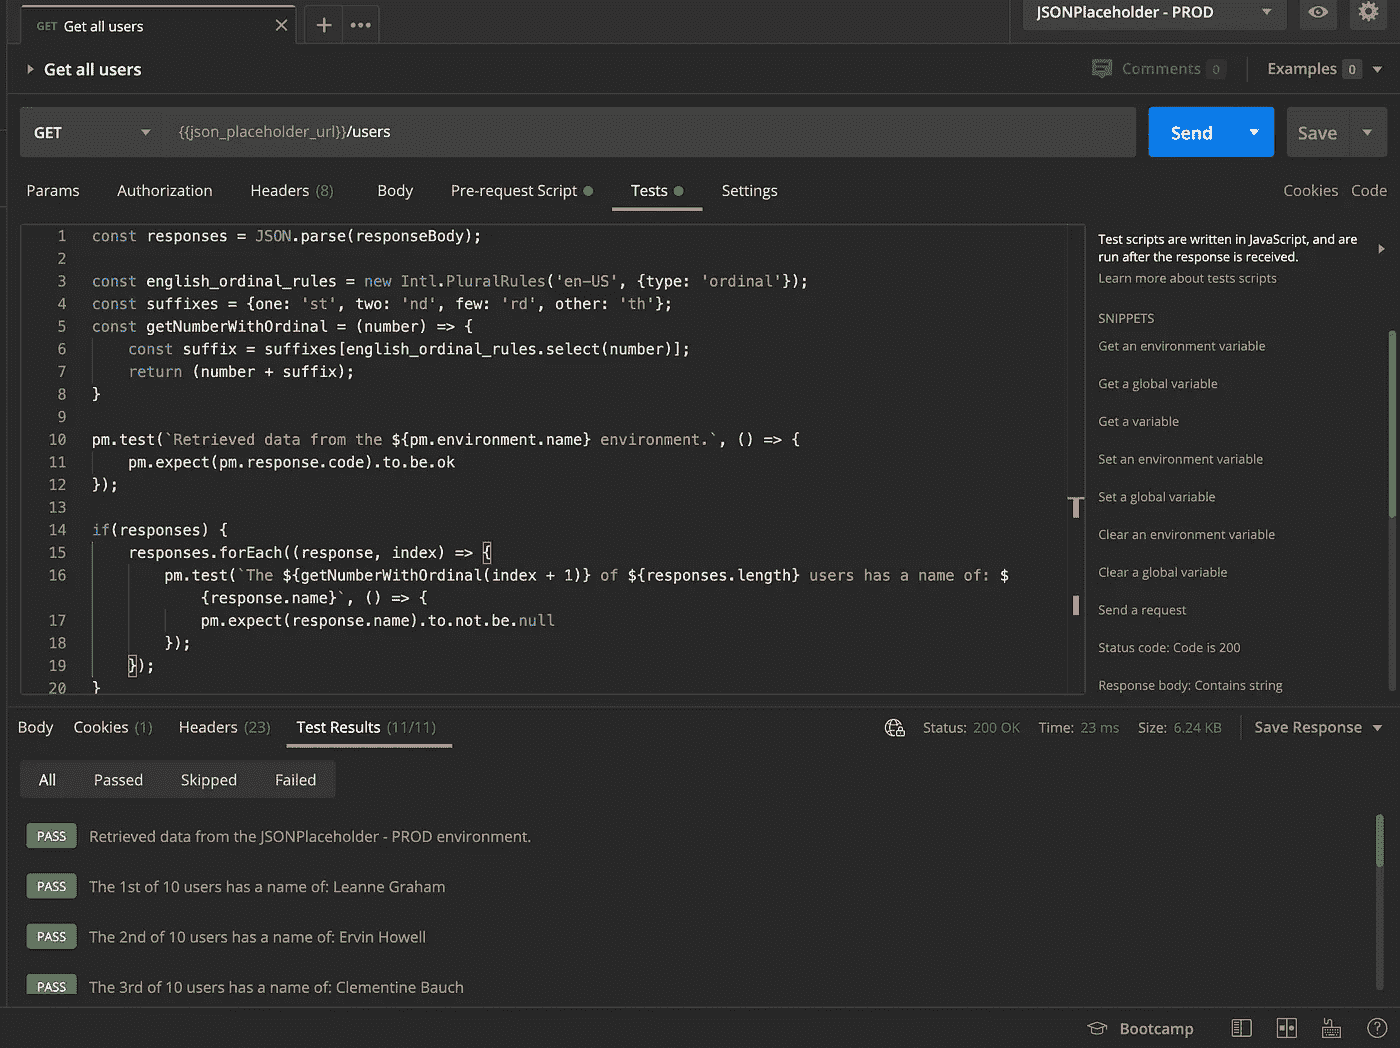 GET Get all users
JSONPlaceholder - PROD
Get all users
Comments 0
Examples 0
GET
{{json_placeholder_url}}/users
Send
Save
Params Authorization Headers (8) Body Pre-request Script Tests Settings
Cookies Code
1 const responses = JSON.parse(responseBody);
2
3 const english_ordinal_rules = new Intl.PluralRules('en-US', {type: 'ordinal'});
4 const suffixes = {one: 'st', two: 'nd', few: 'rd', other: 'th'};
5 const getNumberWithOrdinal = (number) => {
6 const suffix = suffixes[english_ordinal_rules.select(number)];
7 return (number + suffix);
8 }
9
10 pm.test(`Retrieved data from the ${pm.environment.name} environment.`, () => {
11 pm.expect(pm.response.code).to.be.ok
12 });
13
14 if(responses) {
15 responses.forEach((response, index) => {
16 pm.test(`The ${getNumberWithOrdinal(index + 1)} of ${responses.length} users has a name of: $
{response.name}`, () => {
17 pm.expect(response.name).to.not.be.null
18 });
19 });
20 }
Test scripts are written in JavaScript, and are
run after the response is received.
Learn more about tests scripts
SNIPPETS
Get an environment variable
Get a global variable
Get a variable
Set an environment variable
Set a global variable
Clear an environment variable
Clear a global variable
Send a request
Status code: Code is 200
Response body: Contains string
Body Cookies (1) Headers (23) Test Results (11/11)
Status: 200 OK Time: 23 ms Size: 6.24 KB Save Response
All Passed Skipped Failed
PASS Retrieved data from the JSONPlaceholder - PROD environment.
PASS The 1st of 10 users has a name of: Leanne Graham
PASS The 2nd of 10 users has a name of: Ervin Howell
PASS The 3rd of 10 users has a name of: Clementine Bauch
Bootcamp